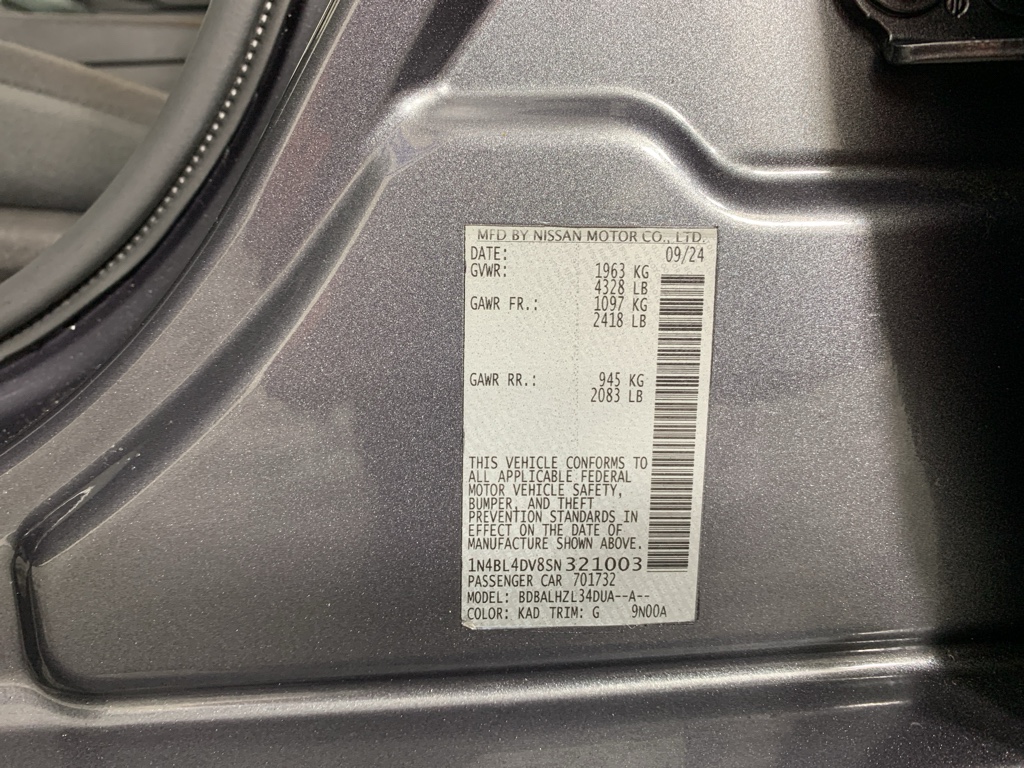 MFD BY NISSAN MOTOR CO., LTD.
DATE: 09/24
GVWR: 1963 KG
4328 LB
GAWR FR.: 1097 KG
2418 LB
GAWR RR.: 945 KG
2083 LB
THIS VEHICLE CONFORMS TO
ALL APPLICABLE FEDERAL
MOTOR VEHICLE SAFETY,
BUMPER, AND THEFT
PREVENTION STANDARDS IN
EFFECT ON THE DATE OF
MANUFACTURE SHOWN ABOVE.
1N4BL4DV8SN321003
PASSENGER CAR 701732
MODEL: BDBALHZL34DUA--A--
COLOR: KAD TRIM: G 9N00A